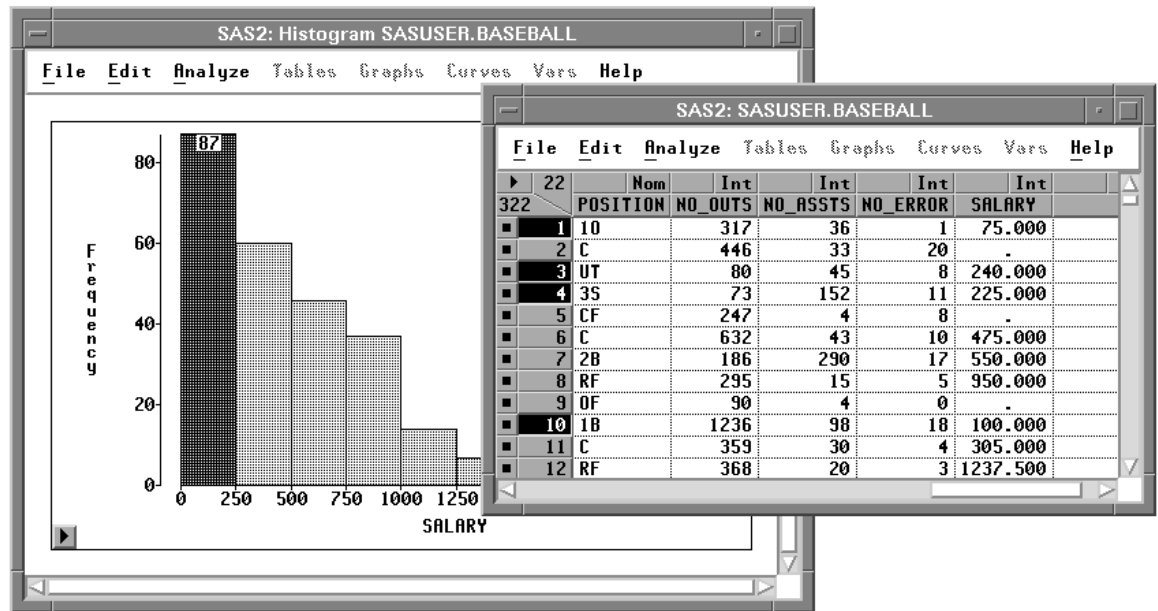 SAS2: Histogram SASUSER.BASEBALL
File Edit Analyze Tables Graphs Curves Vars Help
87
80
60
40
20
0
Frequency
0 250 500 750 1000 1250
SALARY
SAS2: SASUSER.BASEBALL
File Edit Analyze Tables Graphs Curves Vars Help
22 Nom Int Int Int Int
322 POSITION NO_OUTS NO_ASSTS NO_ERROR SALARY
1 1O 317 36 1 75.000
2 C 446 33 20 .
3 UT 80 45 8 240.000
4 3S 73 152 11 225.000
5 CF 247 4 8 .
6 C 632 43 10 475.000
7 2B 186 290 17 550.000
8 RF 295 15 5 950.000
9 OF 90 4 0 .
10 1B 1236 98 18 100.000
11 C 359 30 4 305.000
12 RF 368 20 3 1237.500